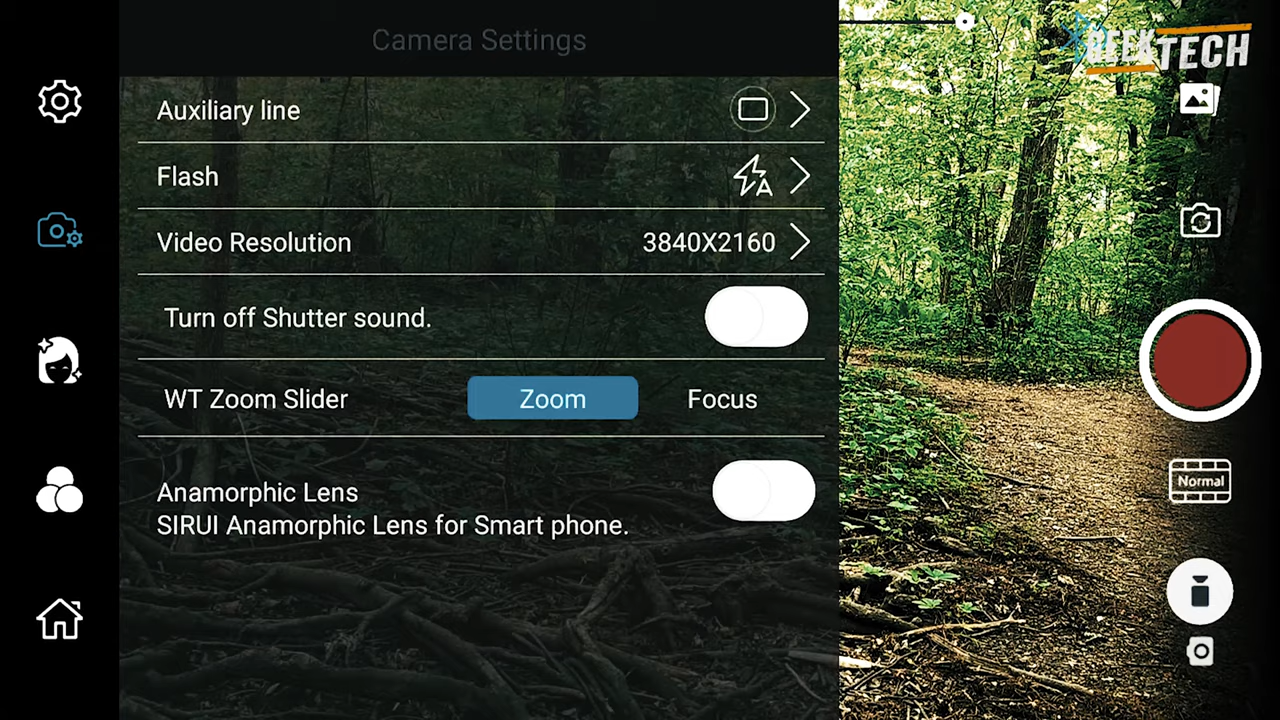 Camera Settings
GEEKTECH
Auxiliary line
Flash
A
Video Resolution 3840X2160
Turn off Shutter sound.
WT Zoom Slider Zoom Focus
Normal
Anamorphic Lens
SIRUI Anamorphic Lens for Smart phone.